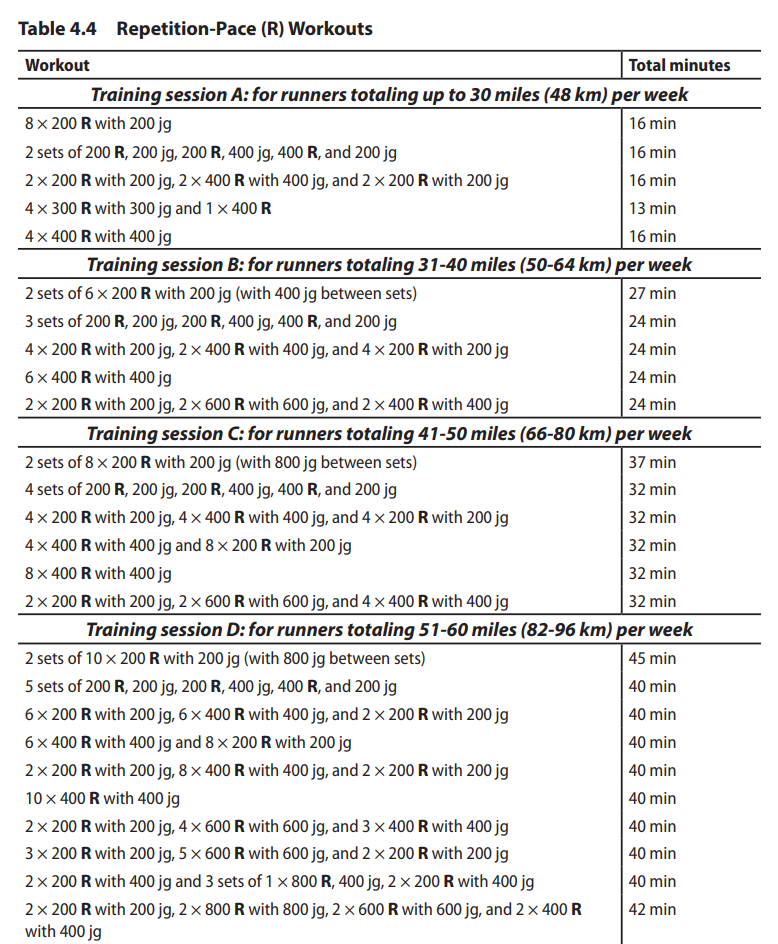 Table 4.4 Repetition-Pace (R) Workouts
Workout Total minutes
Training session A: for runners totaling up to 30 miles (48 km) per week
8 × 200 R with 200 jg 16 min
2 sets of 200 R, 200 jg, 200 R, 400 jg, 400 R, and 200 jg 16 min
2 × 200 R with 200 jg, 2 × 400 R with 400 jg, and 2 × 200 R with 200 jg 16 min
4 × 300 R with 300 jg and 1 × 400 R 13 min
4 × 400 R with 400 jg 16 min
Training session B: for runners totaling 31-40 miles (50-64 km) per week
2 sets of 6 × 200 R with 200 jg (with 400 jg between sets) 27 min
3 sets of 200 R, 200 jg, 200 R, 400 jg, 400 R, and 200 jg 24 min
4 × 200 R with 200 jg, 2 × 400 R with 400 jg, and 4 × 200 R with 200 jg 24 min
6 × 400 R with 400 jg 24 min
2 × 200 R with 200 jg, 2 × 600 R with 600 jg, and 2 × 400 R with 400 jg 24 min
Training session C: for runners totaling 41-50 miles (66-80 km) per week
2 sets of 8 × 200 R with 200 jg (with 800 jg between sets) 37 min
4 sets of 200 R, 200 jg, 200 R, 400 jg, 400 R, and 200 jg 32 min
4 × 200 R with 200 jg, 4 × 400 R with 400 jg, and 4 × 200 R with 200 jg 32 min
4 × 400 R with 400 jg and 8 × 200 R with 200 jg 32 min
8 × 400 R with 400 jg 32 min
2 × 200 R with 200 jg, 2 × 600 R with 600 jg, and 4 × 400 R with 400 jg 32 min
Training session D: for runners totaling 51-60 miles (82-96 km) per week
2 sets of 10 × 200 R with 200 jg (with 800 jg between sets) 45 min
5 sets of 200 R, 200 jg, 200 R, 400 jg, 400 R, and 200 jg 40 min
6 × 200 R with 200 jg, 6 × 400 R with 400 jg, and 2 × 200 R with 200 jg 40 min
6 × 400 R with 400 jg and 8 × 200 R with 200 jg 40 min
2 × 200 R with 200 jg, 8 × 400 R with 400 jg, and 2 × 200 R with 200 jg 40 min
10 × 400 R with 400 jg 40 min
2 × 200 R with 200 jg, 4 × 600 R with 600 jg, and 3 × 400 R with 400 jg 40 min
3 × 200 R with 200 jg, 5 × 600 R with 600 jg, and 2 × 200 R with 200 jg 40 min
2 × 200 R with 400 jg and 3 sets of 1 × 800 R, 400 jg, 2 × 200 R with 400 jg 40 min
2 × 200 R with 200 jg, 2 × 800 R with 800 jg, 2 × 600 R with 600 jg, and 2 × 400 R 42 min
with 400 jg